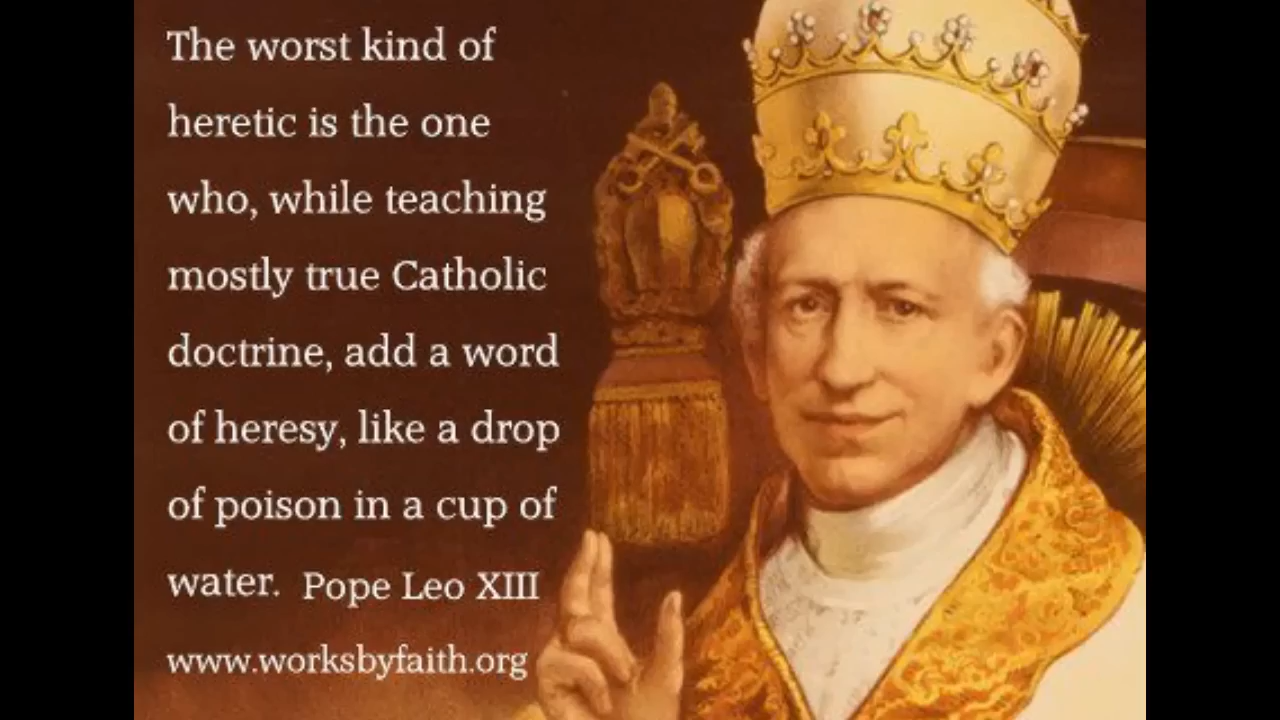 The worst kind of
heretic is the one
who, while teaching
mostly true Catholic
doctrine, add a word
of heresy, like a drop
of poison in a cup of
water. Pope Leo XIII
www.worksbyfaith.org